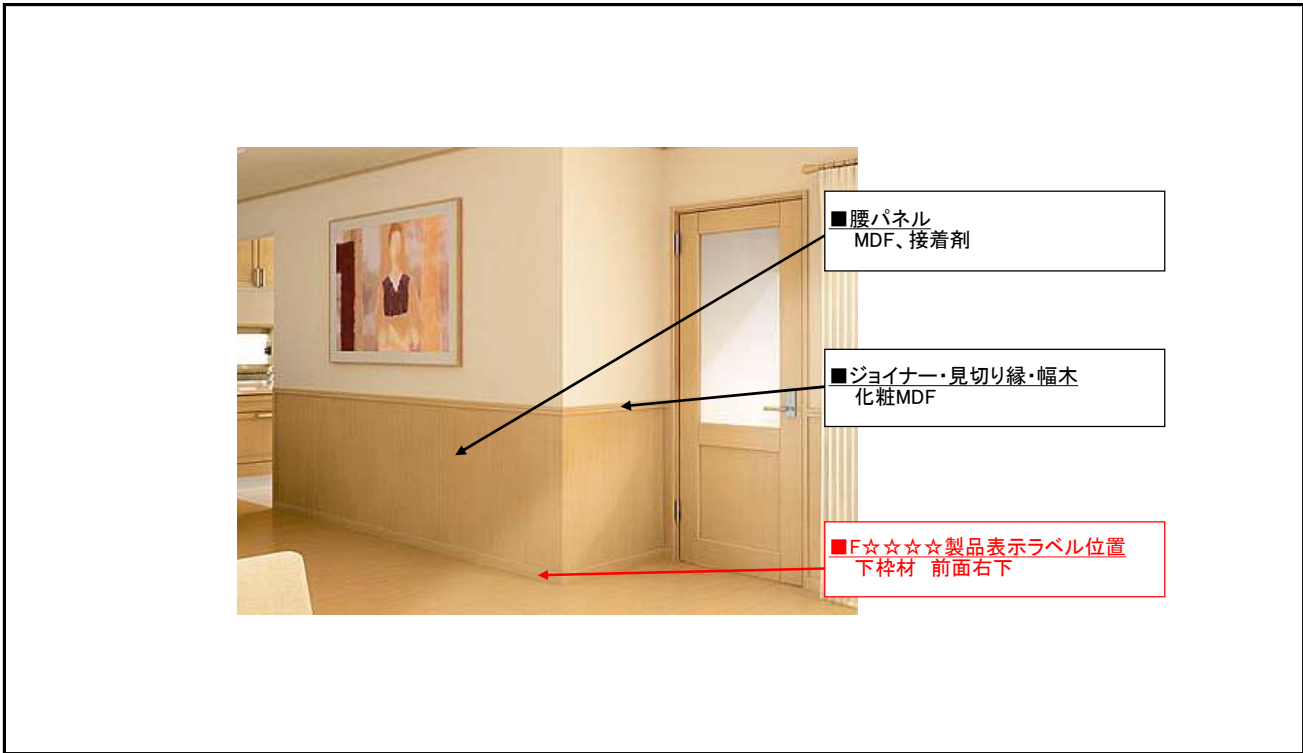 ■腰パネル
MDF、接着剤
■ジョイナー・見切り縁・幅木
化粧MDF
■F☆☆☆☆製品表示ラベル位置
下枠材　前面右下